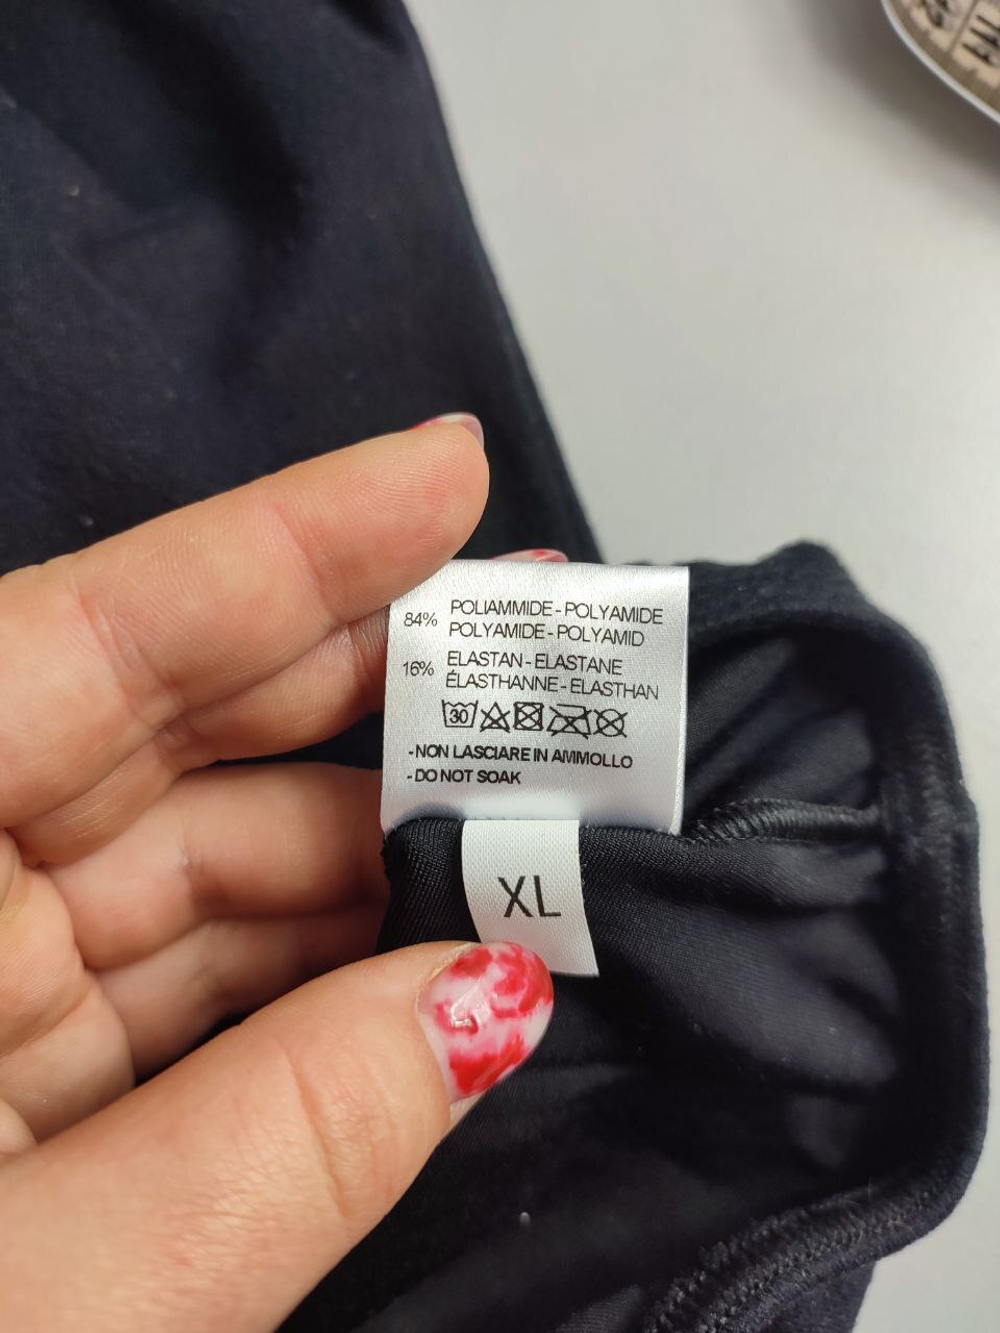 84% POLIAMMIDE - POLYAMIDE
POLYAMIDE - POLYAMID
16% ELASTAN - ELASTANE
ÉLASTHANNE - ELASTHAN
30
- NON LASCIARE IN AMMOLLO
- DO NOT SOAK
XL